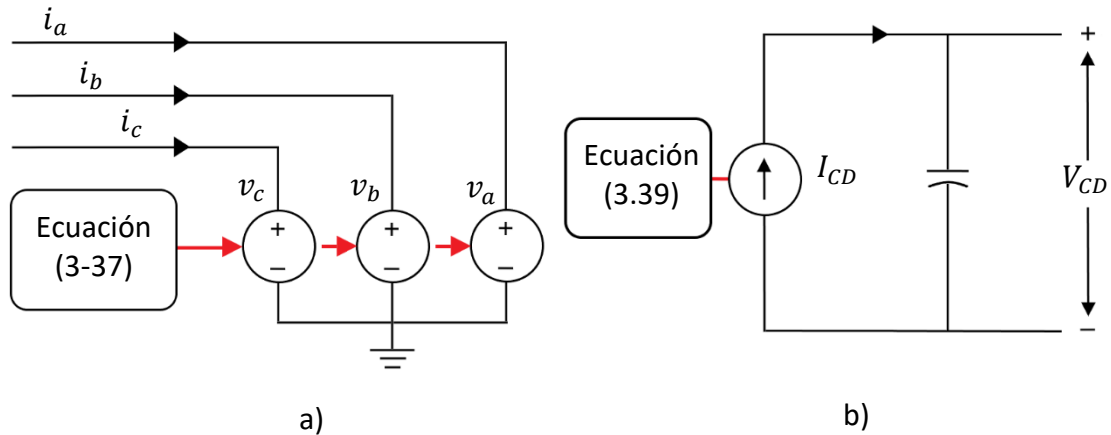 i_a
i_b
i_c
v_c
v_b
v_a
Ecuación
(3-37)
+
+
+
−
−
−
a)
Ecuación
(3.39)
I_CD
+
V_CD
−
b)